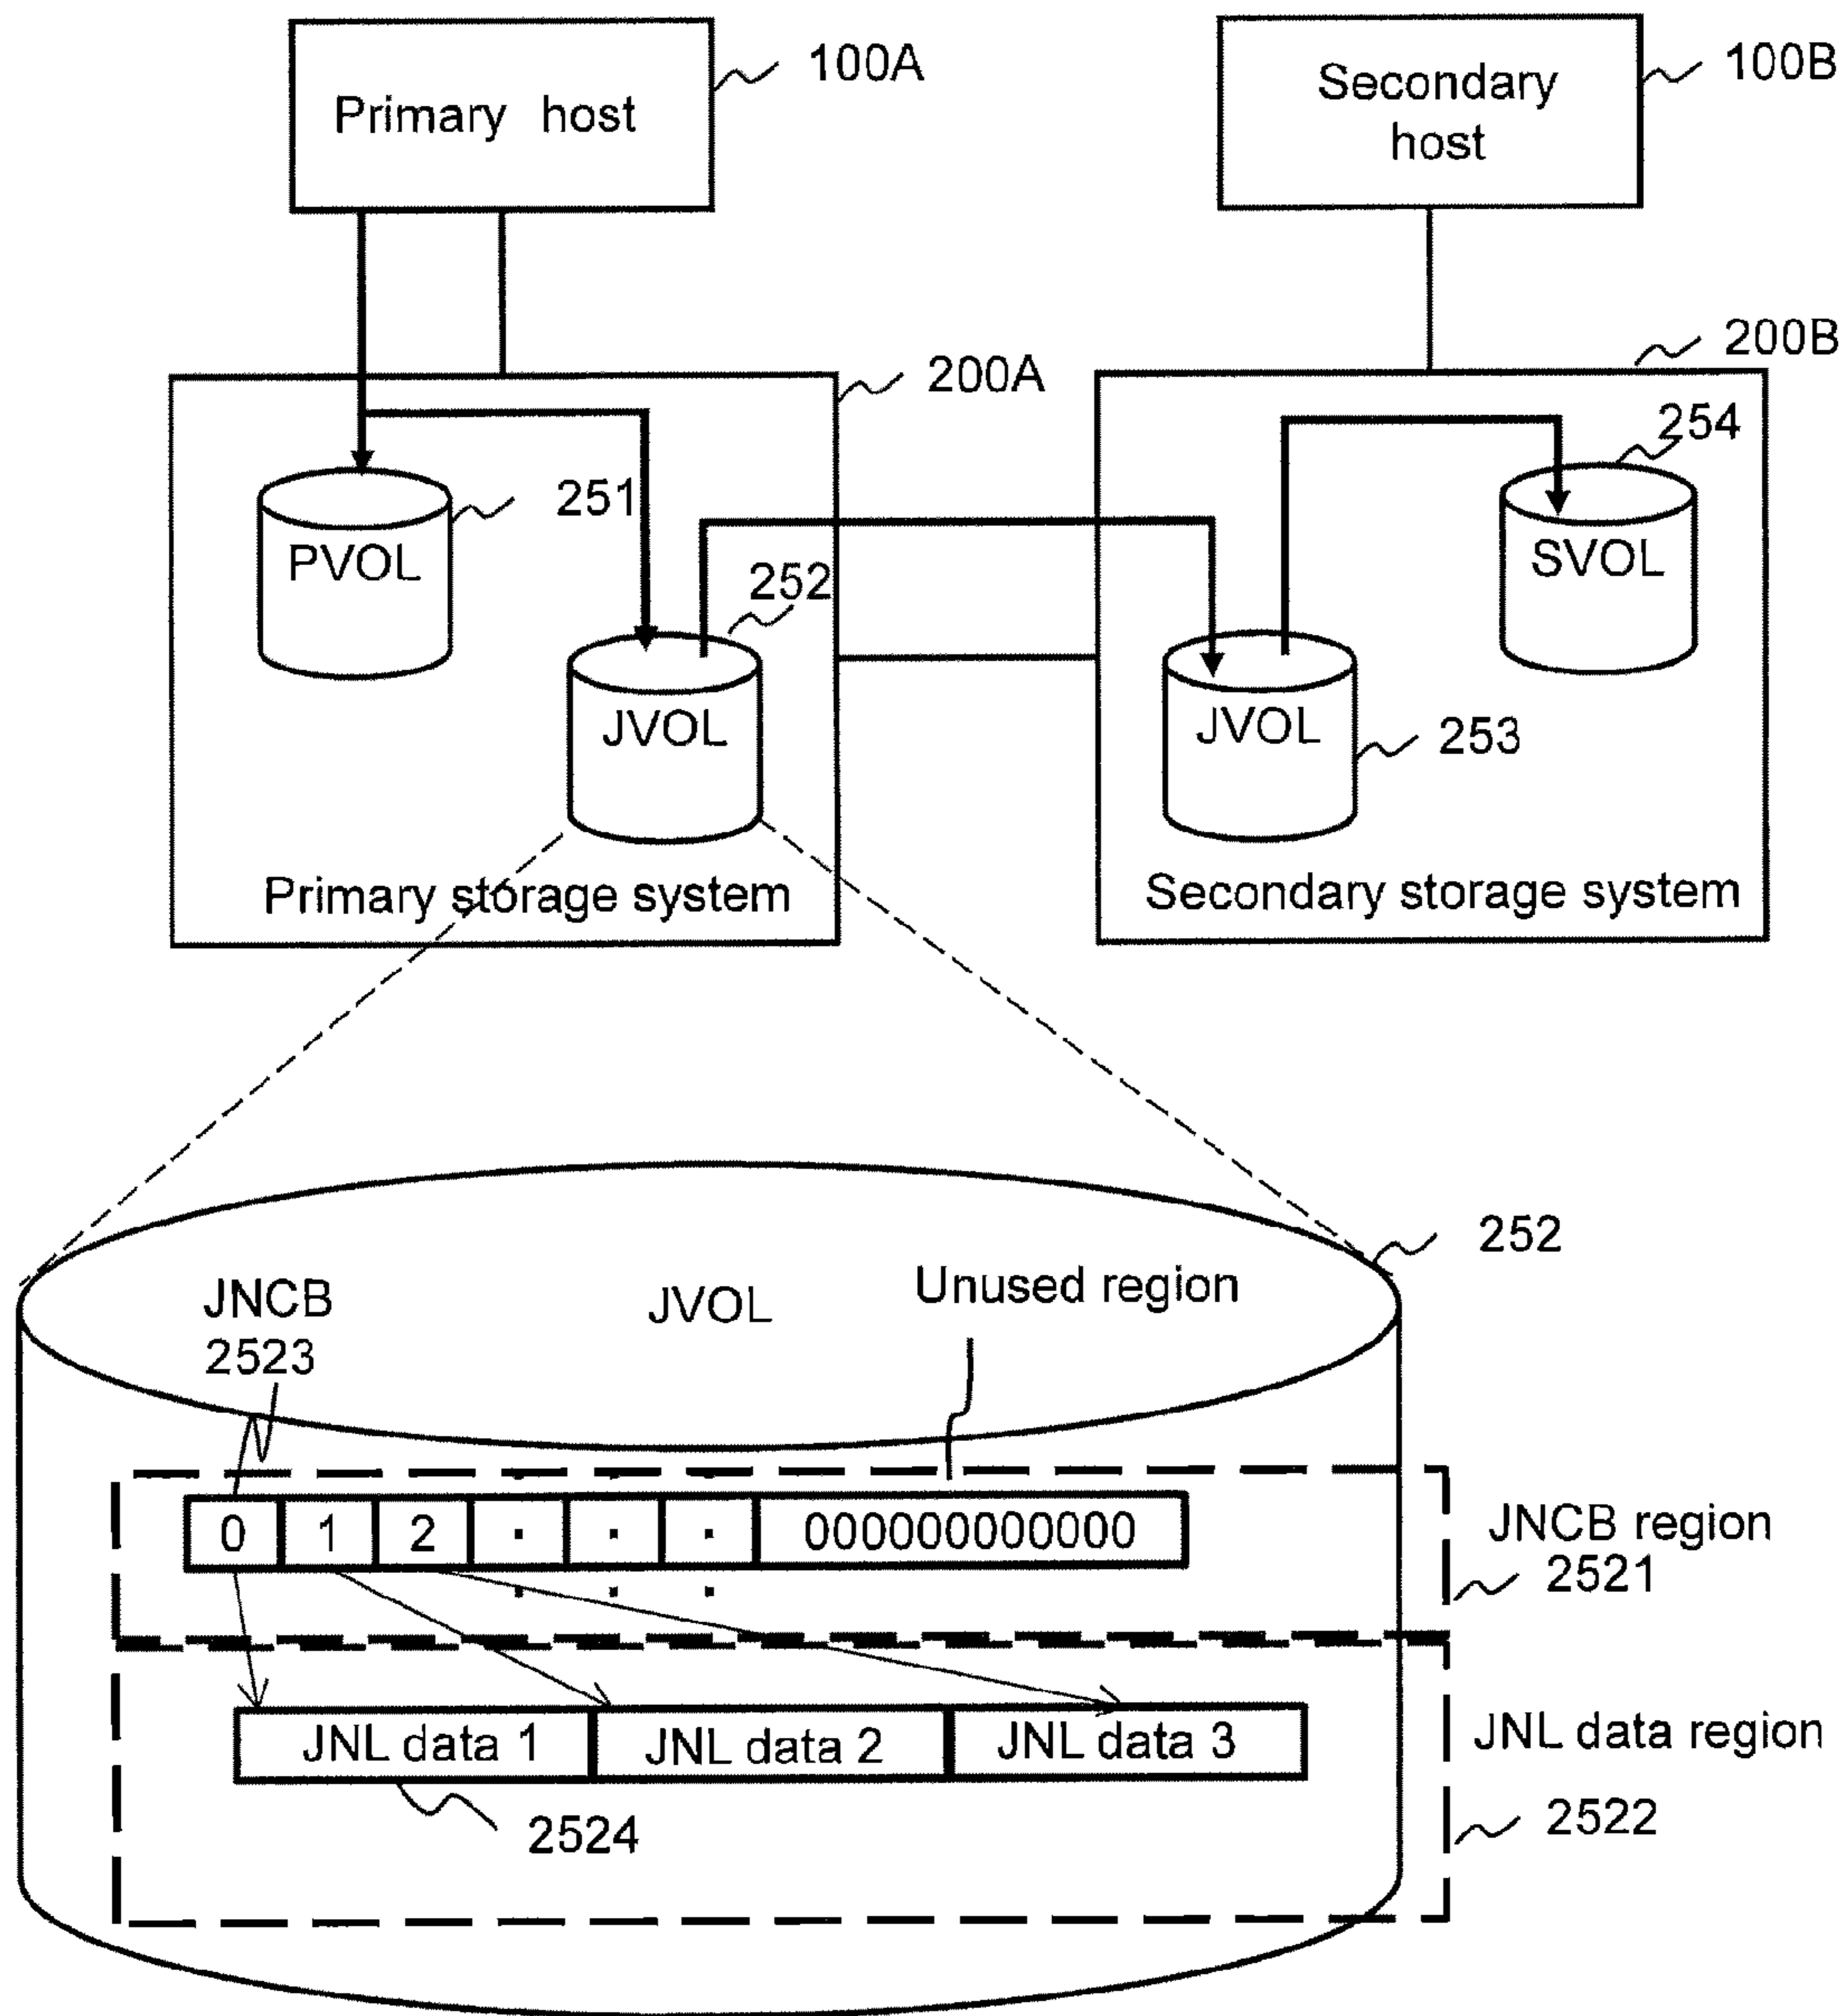 Primary host
100A
Secondary
host
100B
200A
200B
251
PVOL
252
JVOL
254
SVOL
JVOL
253
Primary storage system
Secondary storage system
252
JNCB
2523
JVOL
Unused region
0 1 2 . . . 000000000000
. . .
JNCB region
2521
JNL data 1 JNL data 2 JNL data 3
JNL data region
2524
2522